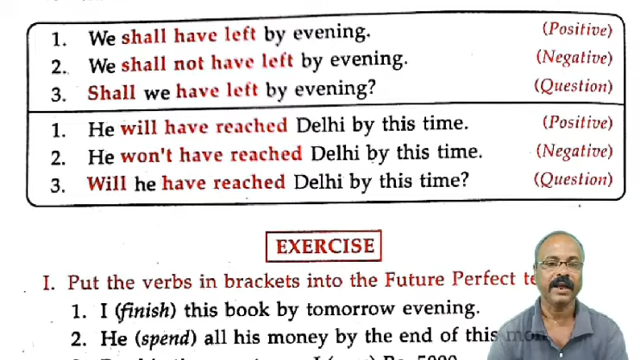 1. We shall have left by evening. (Positive)
2. We shall not have left by evening. (Negative)
3. Shall we have left by evening? (Question)
1. He will have reached Delhi by this time. (Positive)
2. He won't have reached Delhi by this time. (Negative)
3. Will he have reached Delhi by this time? (Question)
EXERCISE
I. Put the verbs in brackets into the Future Perfect
1. I (finish) this book by tomorrow evening.
2. He (spend) all his money by the end of this